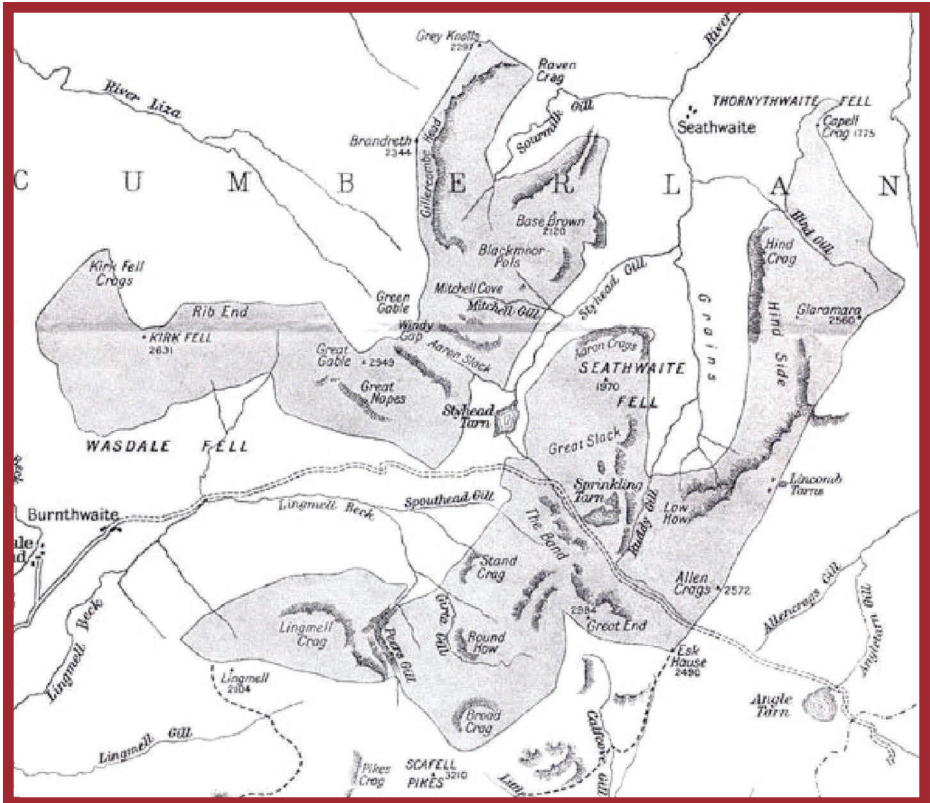 Grey Knotts
2297
River
Raven
Crag
River Liza
Sourmilk Gill
THORNYTHWAITE FELL
Capell
Crag 1775
Seathwaite
Brandreth
2344
Gillercombe Head
C U M B E R L A N
Base Brown
2120
Hind Gill
Blackmoor
Pols
Hind
Crag
Kirk Fell
Crags
Mitchell Cove
Mitchell Gill
Styhead Gill
Green
Gable
Grains
Hind Side
Glaramara
2560
Rib End
Windy
Gap
Aaron Slack
Aaron Crags
KIRK FELL
2631
Great
Gable
2949
SEATHWAITE
1970
FELL
Great
Napes
Styhead
Tarn
WASDALE FELL
Great Slack
Sprinkling
Tarn
Lincomb
Tarns
Lingmell Beck
Spouthead Gill
Burnthwaite
The Band
Ruddy Gill
Low
How
Stand
Crag
Allen
Crags
2572
Allencrags Gill
Angletarn Gill
Lingmell Beck
Lingmell
Crag
Piers Gill
Girta Gill
Round
How
2984
Great End
Esk
Hause
2490
Lingmell
2104
Angle
Tarn
Broad
Crag
Calfcove Gill
Lingmell Gill
Pikes
Crag
SCAFELL
PIKES
3210
Little